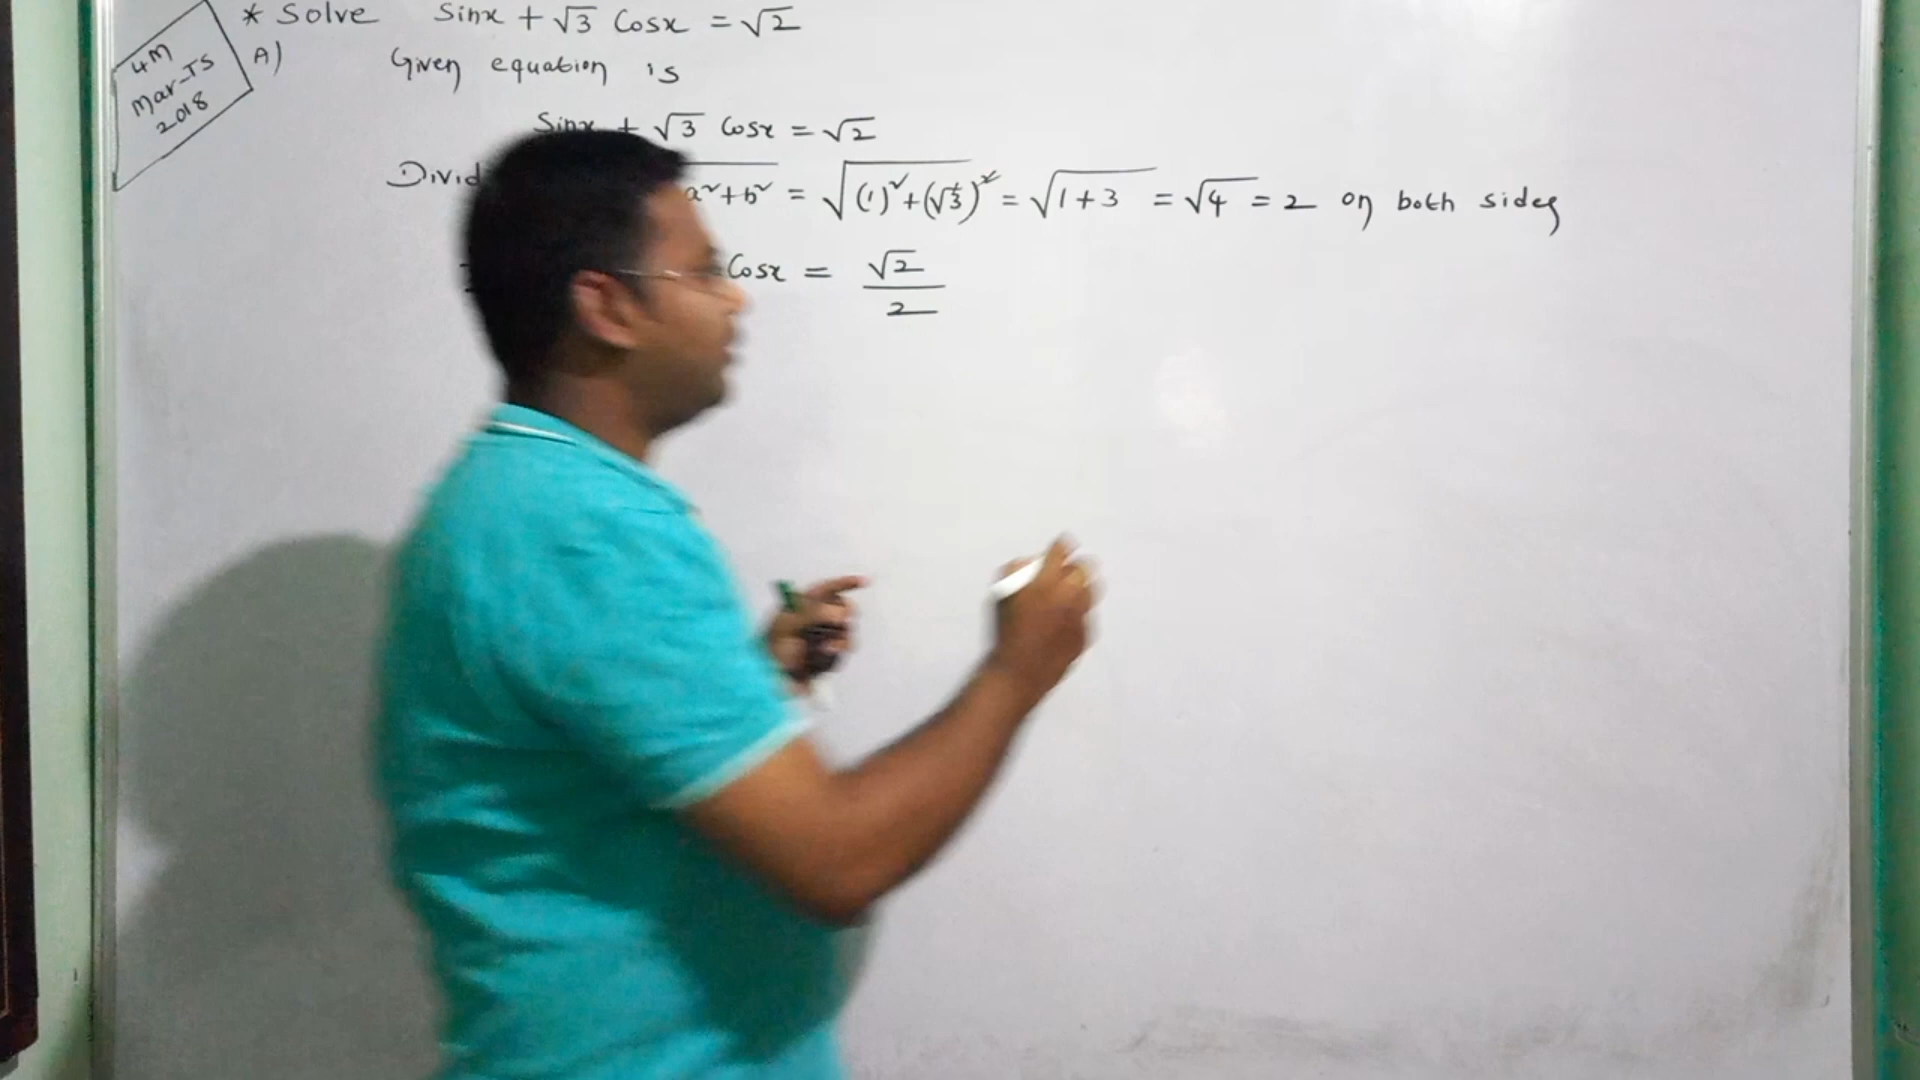 * Solve Sinx + √3 Cosx = √2
4M
Mar-TS
2018
A) Given equation is
Sinx + √3 Cosx = √2
a²+b² = √(1)²+(√3)² = √1+3 = √4 = 2 on both sides
Cosx = √2/2